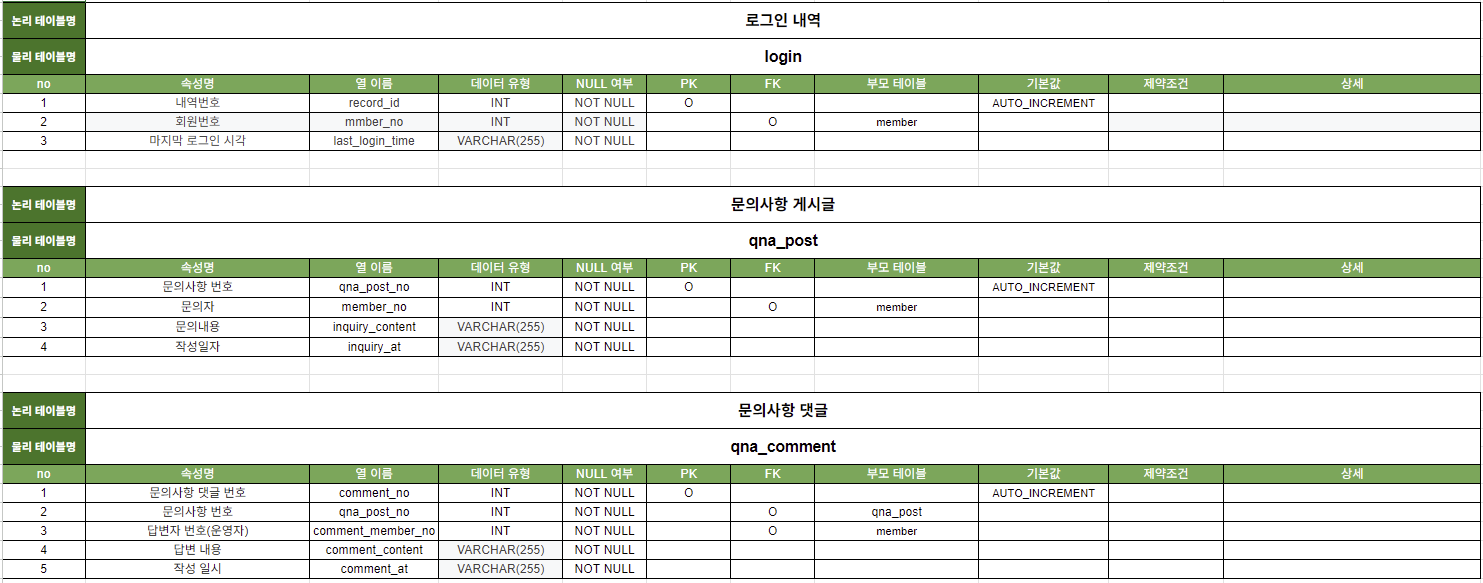 논리 테이블명 로그인 내역
물리 테이블명 login
no 속성명 열 이름 데이터 유형 NULL 여부 PK FK 부모 테이블 기본값 제약조건 상세
1 내역번호 record_id INT NOT NULL O AUTO_INCREMENT
2 회원번호 mmber_no INT NOT NULL O member
3 마지막 로그인 시각 last_login_time VARCHAR(255) NOT NULL
논리 테이블명 문의사항 게시글
물리 테이블명 qna_post
no 속성명 열 이름 데이터 유형 NULL 여부 PK FK 부모 테이블 기본값 제약조건 상세
1 문의사항 번호 qna_post_no INT NOT NULL O AUTO_INCREMENT
2 문의자 member_no INT NOT NULL O member
3 문의내용 inquiry_content VARCHAR(255) NOT NULL
4 작성일자 inquiry_at VARCHAR(255) NOT NULL
논리 테이블명 문의사항 댓글
물리 테이블명 qna_comment
no 속성명 열 이름 데이터 유형 NULL 여부 PK FK 부모 테이블 기본값 제약조건 상세
1 문의사항 댓글 번호 comment_no INT NOT NULL O AUTO_INCREMENT
2 문의사항 번호 qna_post_no INT NOT NULL O qna_post
3 답변자 번호(운영자) comment_member_no INT NOT NULL O member
4 답변 내용 comment_content VARCHAR(255) NOT NULL
5 작성 일시 comment_at VARCHAR(255) NOT NULL